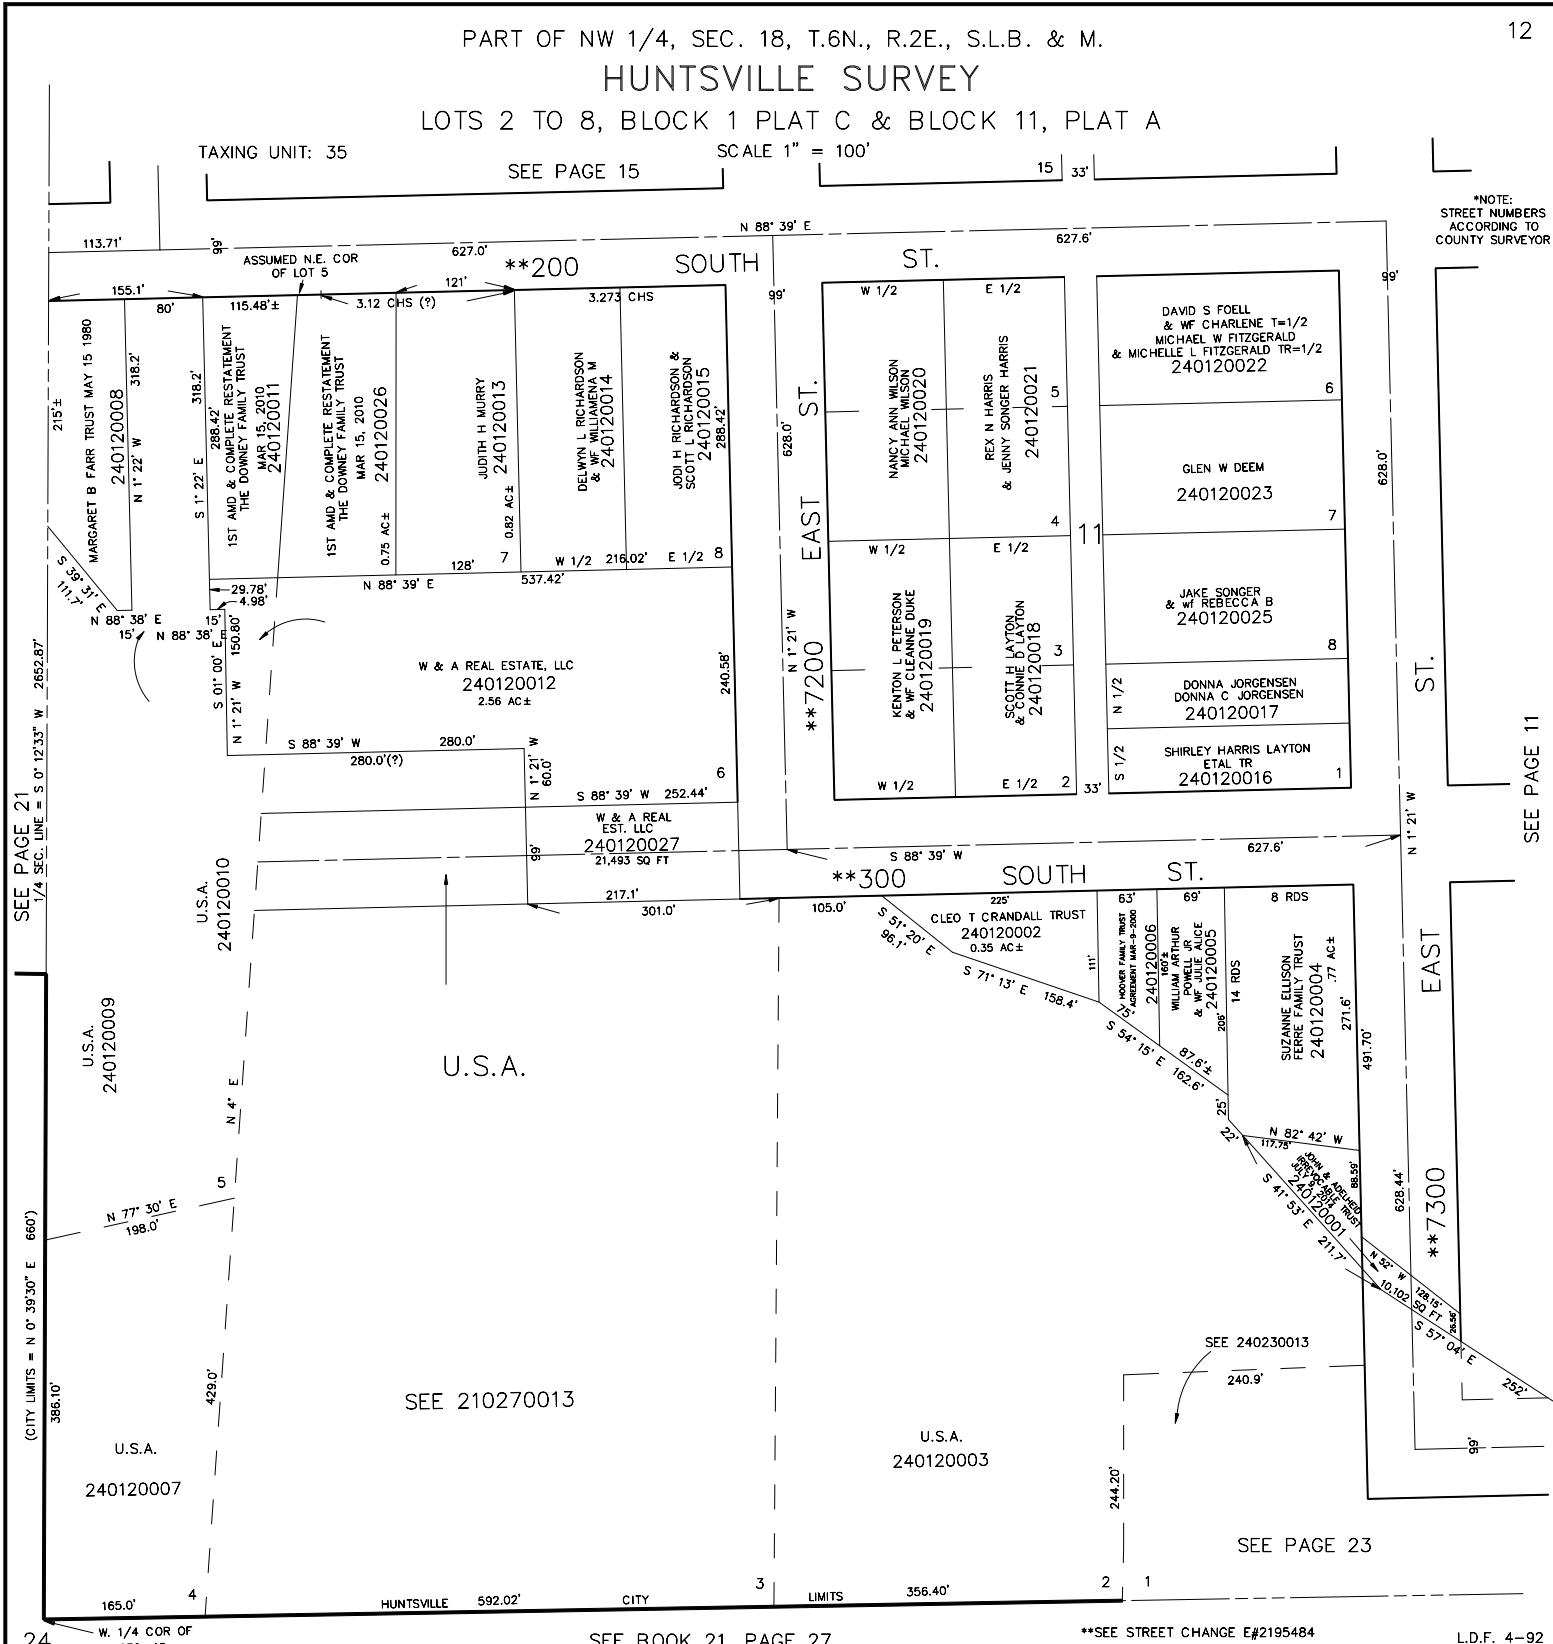 PART OF NW 1/4, SEC. 18, T.6N., R.2E., S.L.B. & M.
12
HUNTSVILLE SURVEY
LOTS 2 TO 8, BLOCK 1 PLAT C & BLOCK 11, PLAT A
TAXING UNIT: 35
SCALE 1" = 100'
SEE PAGE 15
15
33'
*NOTE:
STREET NUMBERS
ACCORDING TO
COUNTY SURVEYOR
113.71'
99'
627.0'
N 88° 39' E
627.6'
ASSUMED N.E. COR
OF LOT 5
**200 SOUTH ST.
99'
99'
155.1'
80'
115.48'±
3.12 CHS (?)
121'
3.273 CHS
W 1/2
E 1/2
215'±
MARGARET B FARR TRUST MAY 15 1980
240120008
N 1° 22' W 318.2'
S 1° 22' E 318.2'
288.42'
1ST AMD & COMPLETE RESTATEMENT
THE DOWNEY FAMILY TRUST
MAR 15, 2010
240120011
1ST AMD & COMPLETE RESTATEMENT
THE DOWNEY FAMILY TRUST
MAR 15, 2010
240120026
0.75 AC±
JUDITH H MURRY
240120013
0.82 AC±
DELWYN L RICHARDSON
& WF WILLIAMENA M
240120014
JODI H RICHARDSON &
SCOTT L RICHARDSON
240120015
288.42'
628.0'
**7200 EAST ST.
NANCY ANN WILSON
MICHAEL WILSON
240120020
REX N HARRIS
& JENNY SONGER HARRIS
240120021
5
4
11
DAVID S FOELL
& WF CHARLENE T=1/2
MICHAEL W FITZGERALD
& MICHELLE L FITZGERALD TR=1/2
240120022
6
GLEN W DEEM
240120023
7
628.0'
S 39° 31' E
111.7'
N 88° 38' E
15'
N 88° 38' E
15'
29.78'
4.98'
N 88° 39' E
128'
7
537.42'
W 1/2
216.02'
E 1/2
8
W 1/2
E 1/2
KENTON L PETERSON
& WF CLEANNE DUKE
240120019
SCOTT H LAYTON
& CONNIE D LAYTON
240120018
3
JAKE SONGER
& wf REBECCA B
240120025
8
N 1/2
DONNA JORGENSEN
DONNA C JORGENSEN
240120017
S 1/2
SHIRLEY HARRIS LAYTON
ETAL TR
240120016
1
W 1/2
E 1/2
2
33'
N 1° 21' W
S 01° 00' E
N 1° 21' W 150.80'
W & A REAL ESTATE, LLC
240120012
2.56 AC±
240.58'
S 88° 39' W 280.0'
280.0'(?)
N 1° 21' W
60.0'
6
S 88° 39' W 252.44'
W & A REAL
EST. LLC
240120027
21,493 SQ FT
99'
217.1'
301.0'
SEE PAGE 21
1/4 SEC. LINE = S 0° 12'33" W 2652.87'
SEE PAGE 11
N 1° 21' W
S 88° 39' W
627.6'
**300 SOUTH ST.
**7300 EAST ST.
U.S.A.
240120010
U.S.A.
240120009
105.0'
225'
63'
69'
8 RDS
S 51° 20' E
96.1'
CLEO T CRANDALL TRUST
240120002
0.35 AC±
S 71° 13' E 158.4'
111'
HOOVER FAMILY TRUST
AGREEMENT MAR-9-2000
240120006
160'±
75'
WILLIAM ARTHUR
POWELL JR
& WF JULIE ALICE
240120005
206'
14 RDS
SUZANNE ELLISON
FERRE FAMILY TRUST
240120004
.77 AC±
271.6'
491.70'
S 54° 15' E 162.6'
87.6'±
25'
22'
N 82° 42' W
117.75'
JOHN & ADELHEID
IRREVOCABLE TRUST
JULY 9, 2014
240120001
88.59'
S 41° 53' E 211.7'
628.44'
N 52° W 128.15'
10,102 SQ FT
26.56'
S 57° 04' E 252'
99'
U.S.A.
N 4° E
429.0'
5
N 77° 30' E
198.0'
(CITY LIMITS = N 0° 39'30" E 660')
386.10'
SEE 210270013
U.S.A.
240120007
U.S.A.
240120003
SEE 240230013
240.9'
244.20'
SEE PAGE 23
165.0'
4
HUNTSVILLE 592.02' CITY
3
LIMITS 356.40'
2
1
W. 1/4 COR OF
24
SEE BOOK 21, PAGE 27
**SEE STREET CHANGE E#2195484
L.D.F. 4-92